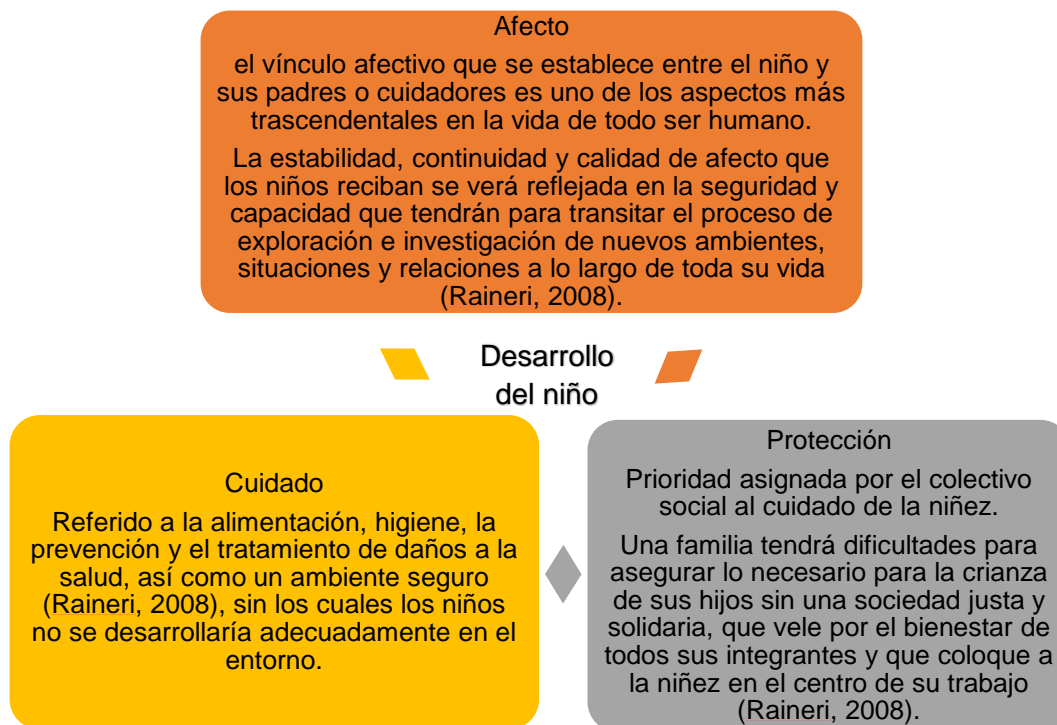 Afecto
el vínculo afectivo que se establece entre el niño y
sus padres o cuidadores es uno de los aspectos más
trascendentales en la vida de todo ser humano.
La estabilidad, continuidad y calidad de afecto que
los niños reciban se verá reflejada en la seguridad y
capacidad que tendrán para transitar el proceso de
exploración e investigación de nuevos ambientes,
situaciones y relaciones a lo largo de toda su vida
(Raineri, 2008).
Desarrollo
del niño
Cuidado
Referido a la alimentación, higiene, la
prevención y el tratamiento de daños a la
salud, así como un ambiente seguro
(Raineri, 2008), sin los cuales los niños
no se desarrollaría adecuadamente en el
entorno.
Protección
Prioridad asignada por el colectivo
social al cuidado de la niñez.
Una familia tendrá dificultades para
asegurar lo necesario para la crianza
de sus hijos sin una sociedad justa y
solidaria, que vele por el bienestar de
todos sus integrantes y que coloque a
la niñez en el centro de su trabajo
(Raineri, 2008).